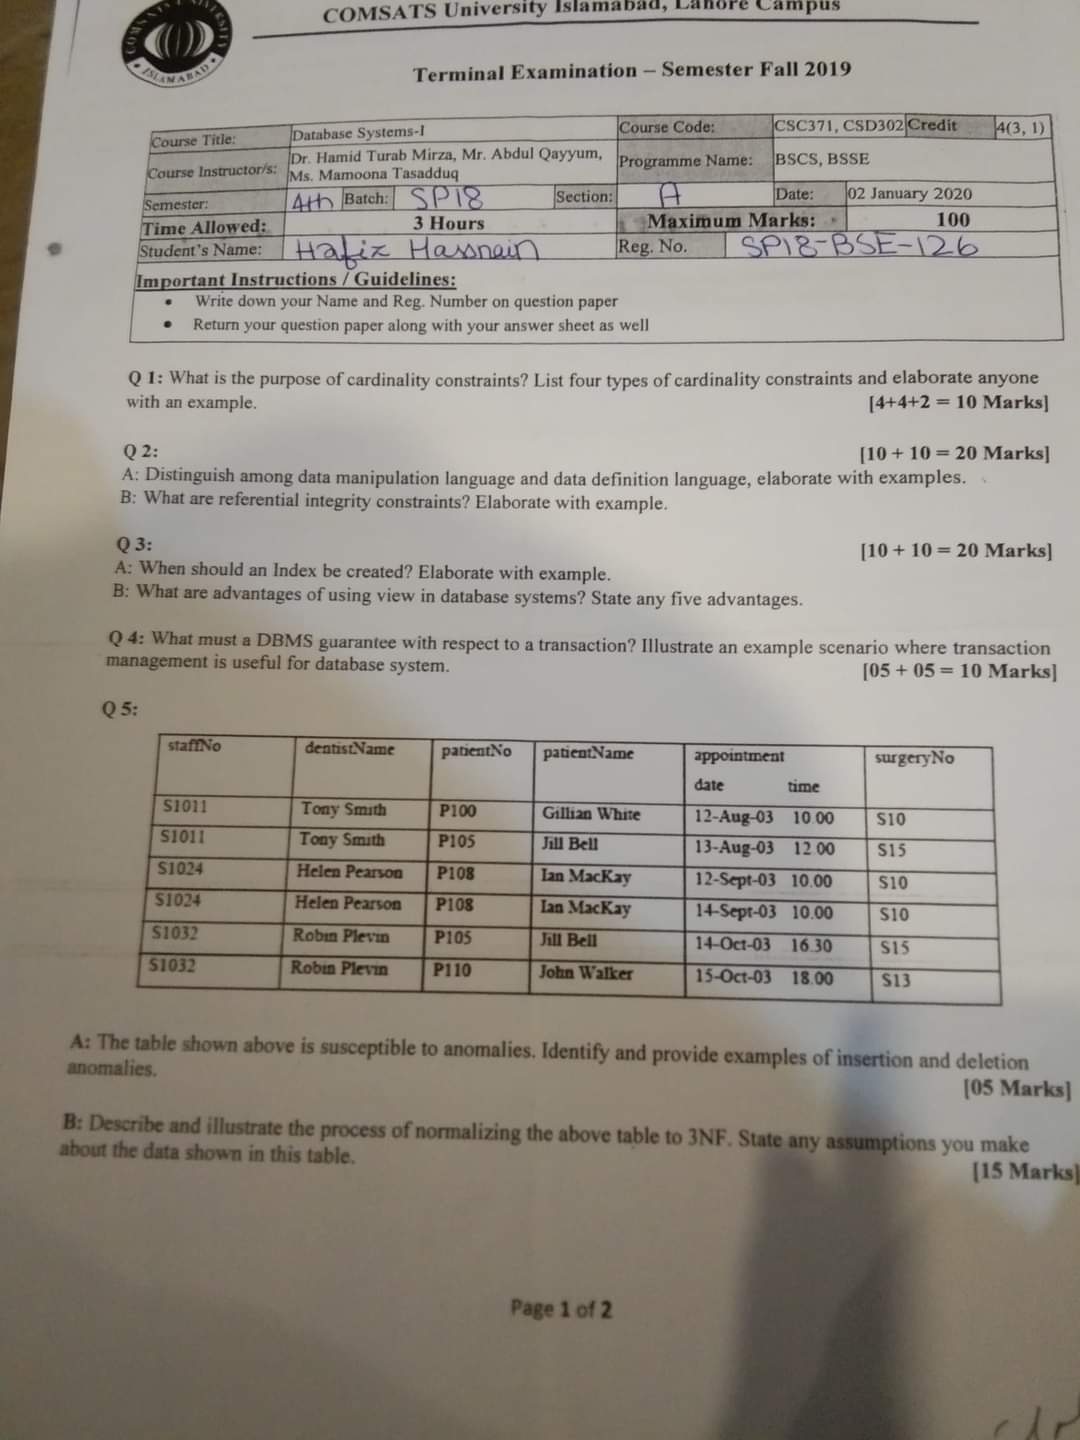 COMSATS University Islamabad, Lahore Campus
COMSATS UNIVERSITY
ISLAMABAD
Terminal Examination – Semester Fall 2019
Course Title: Database Systems-I Course Code: CSC371, CSD302 Credit 4(3, 1)
Course Instructor/s: Dr. Hamid Turab Mirza, Mr. Abdul Qayyum, Programme Name: BSCS, BSSE
Ms. Mamoona Tasadduq
Semester: 4th Batch: SP18 Section: A Date: 02 January 2020
Time Allowed: 3 Hours Maximum Marks: 100
Student's Name: Hafix Hassnain Reg. No. SP18-BSE-126
Important Instructions / Guidelines:
• Write down your Name and Reg. Number on question paper
• Return your question paper along with your answer sheet as well
Q 1: What is the purpose of cardinality constraints? List four types of cardinality constraints and elaborate anyone
with an example. [4+4+2 = 10 Marks]
Q 2: [10 + 10 = 20 Marks]
A: Distinguish among data manipulation language and data definition language, elaborate with examples.
B: What are referential integrity constraints? Elaborate with example.
Q 3: [10 + 10 = 20 Marks]
A: When should an Index be created? Elaborate with example.
B: What are advantages of using view in database systems? State any five advantages.
Q 4: What must a DBMS guarantee with respect to a transaction? Illustrate an example scenario where transaction
management is useful for database system. [05 + 05 = 10 Marks]
Q 5:
staffNo dentistName patientNo patientName appointment surgeryNo
date time
S1011 Tony Smith P100 Gillian White 12-Aug-03 10.00 S10
S1011 Tony Smith P105 Jill Bell 13-Aug-03 12.00 S15
S1024 Helen Pearson P108 Ian MacKay 12-Sept-03 10.00 S10
S1024 Helen Pearson P108 Ian MacKay 14-Sept-03 10.00 S10
S1032 Robin Plevin P105 Jill Bell 14-Oct-03 16.30 S15
S1032 Robin Plevin P110 John Walker 15-Oct-03 18.00 S13
A: The table shown above is susceptible to anomalies. Identify and provide examples of insertion and deletion
anomalies. [05 Marks]
B: Describe and illustrate the process of normalizing the above table to 3NF. State any assumptions you make
about the data shown in this table. [15 Marks]
Page 1 of 2